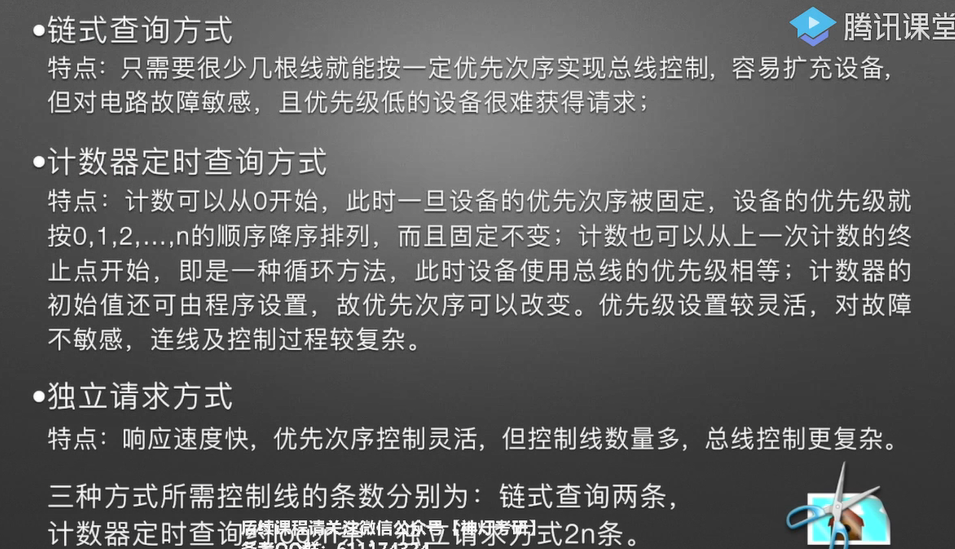 腾讯课堂
•链式查询方式
特点：只需要很少几根线就能按一定优先次序实现总线控制，容易扩充设备，
但对电路故障敏感，且优先级低的设备很难获得请求；
•计数器定时查询方式
特点：计数可以从0开始，此时一旦设备的优先次序被固定，设备的优先级就
按0,1,2,…,n的顺序降序排列，而且固定不变；计数也可以从上一次计数的终
止点开始，即是一种循环方法，此时设备使用总线的优先级相等；计数器的
初始值还可由程序设置，故优先次序可以改变。优先级设置较灵活，对故障
不敏感，连线及控制过程较复杂。
•独立请求方式
特点：响应速度快，优先次序控制灵活，但控制线数量多，总线控制更复杂。
三种方式所需控制线的条数分别为：链式查询两条，
计数器定时查询 独立请求方式2n条。
后续课程请关注微信公众号【神灯考研】